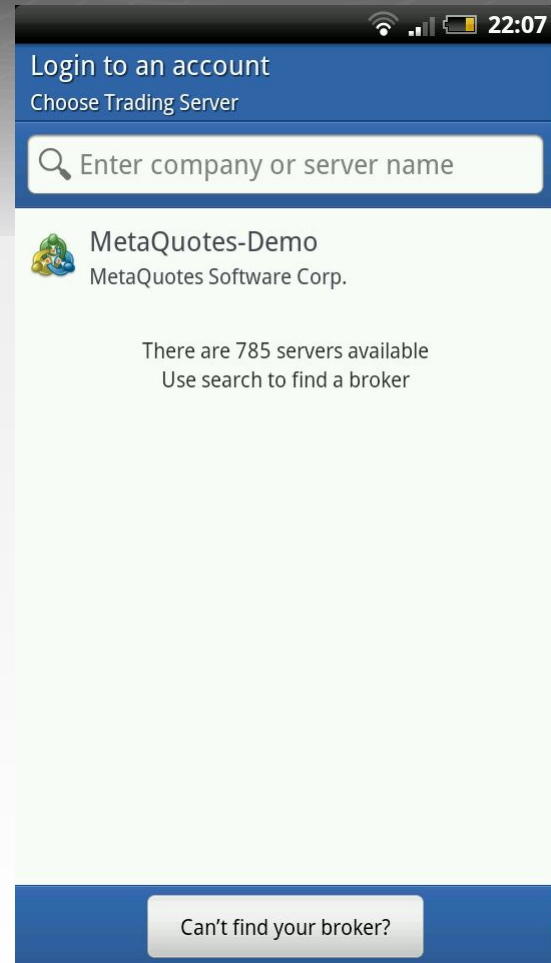 22:07
Login to an account
Choose Trading Server
Enter company or server name
MetaQuotes-Demo
MetaQuotes Software Corp.
There are 785 servers available
Use search to find a broker
Can't find your broker?